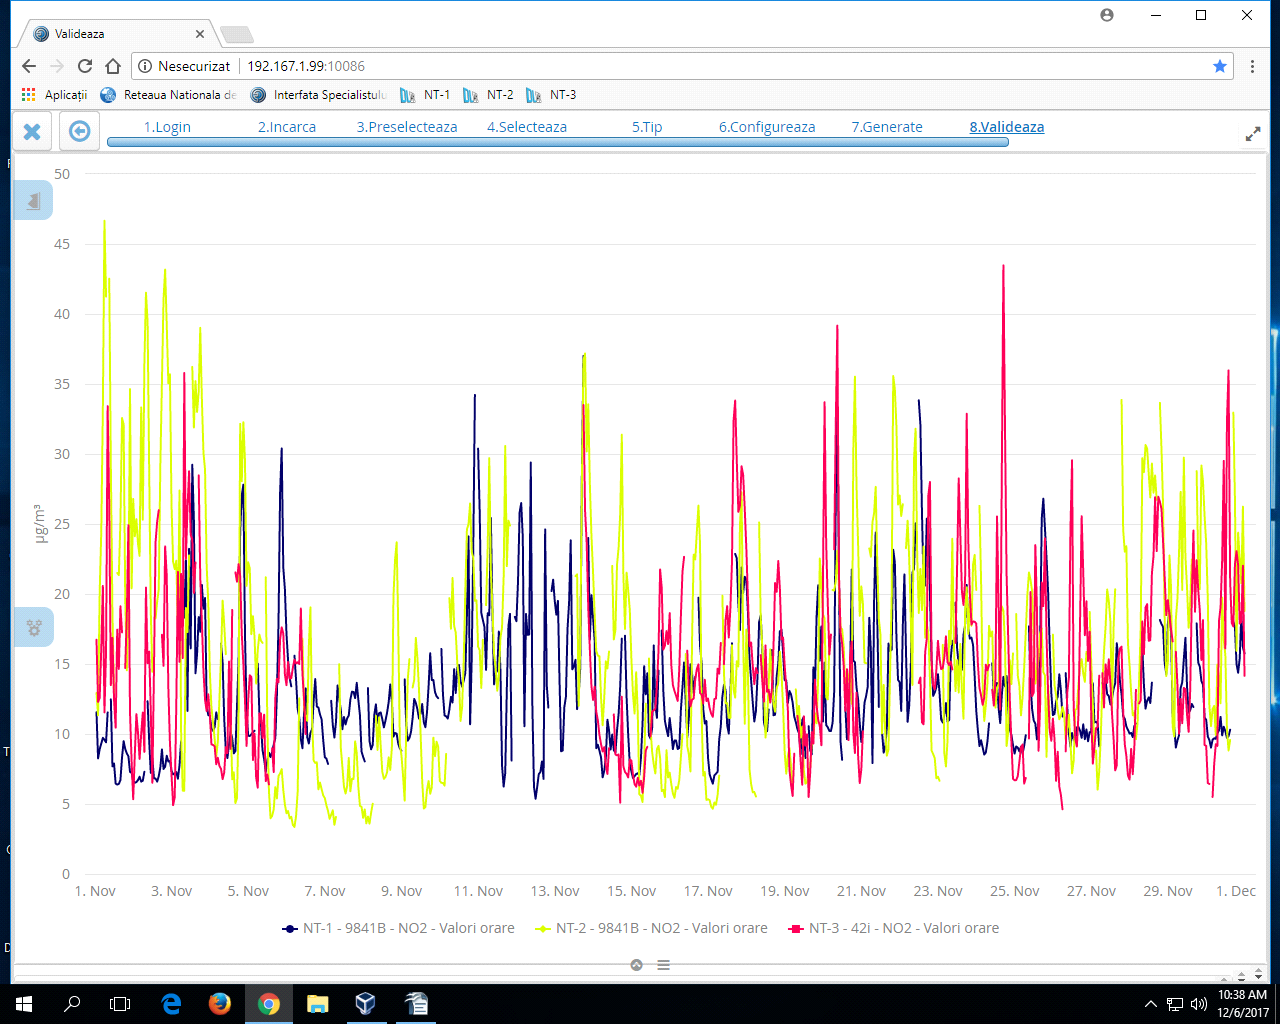 Valideaza
Nesecurizat 192.167.1.99:10086
Aplicații Reteaua Nationala de Interfata Specialistulu NT-1 NT-2 NT-3
1.Login 2.Incarca 3.Preselecteaza 4.Selecteaza 5.Tip 6.Configureaza 7.Generate 8.Valideaza
50
45
40
35
30
25
20
15
10
5
0
µg/m³
1. Nov 3. Nov 5. Nov 7. Nov 9. Nov 11. Nov 13. Nov 15. Nov 17. Nov 19. Nov 21. Nov 23. Nov 25. Nov 27. Nov 29. Nov 1. Dec
NT-1 - 9841B - NO2 - Valori orare NT-2 - 9841B - NO2 - Valori orare NT-3 - 42i - NO2 - Valori orare
10:38 AM
12/6/2017